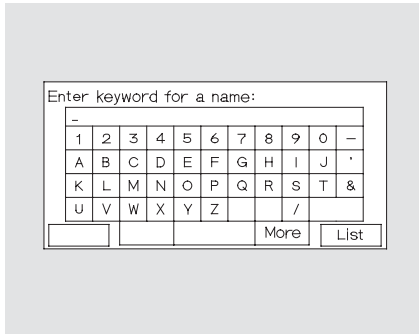 Enter keyword for a name:
_
1 2 3 4 5 6 7 8 9 0 –
A B C D E F G H I J '
K L M N O P Q R S T &
U V W X Y Z /
More List